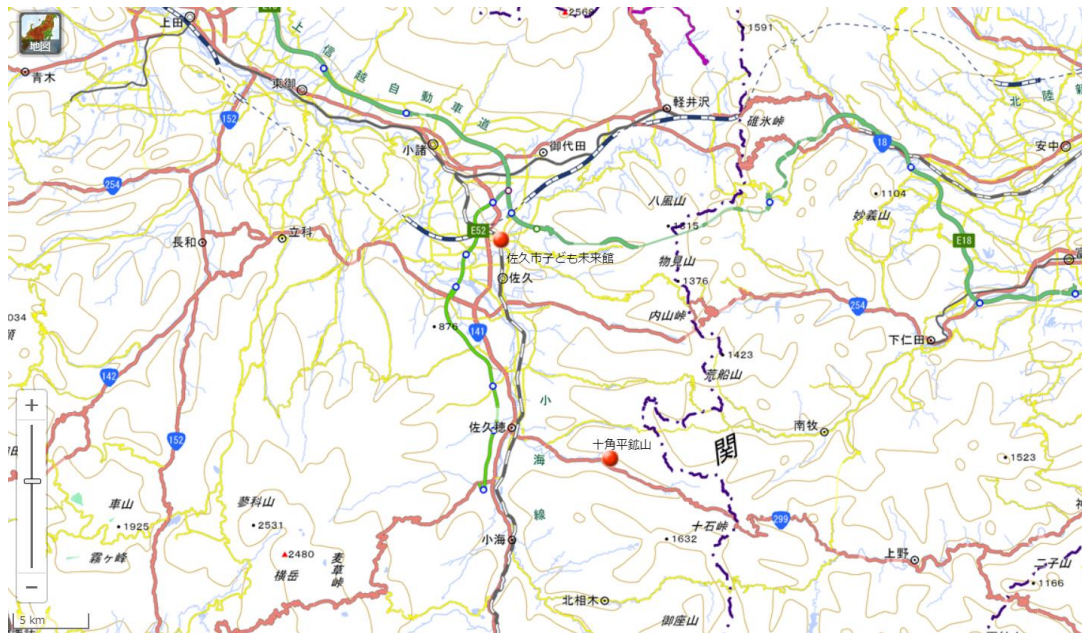 上田
2568
1591
地図
青木
上信越自動車道
東御
152
軽井沢
北陸新
碓氷峠
小諸
御代田
18
安中
254
八風山
1104
妙義山
1315
長和
立科
E52
佐久市子ども未来館
E18
富
物見山
佐久
1376
034
254
876
内山峠
141
下仁田
1423
荒船山
142
小海線
佐久穂
南牧
152
十角平鉱山
関
1523
車山
1925
蓼科山
2531
十石峠
299
霧ヶ峰
2480
横岳
麦草峠
小海
1632
上野
二子山
1166
北相木
御座山
5 km